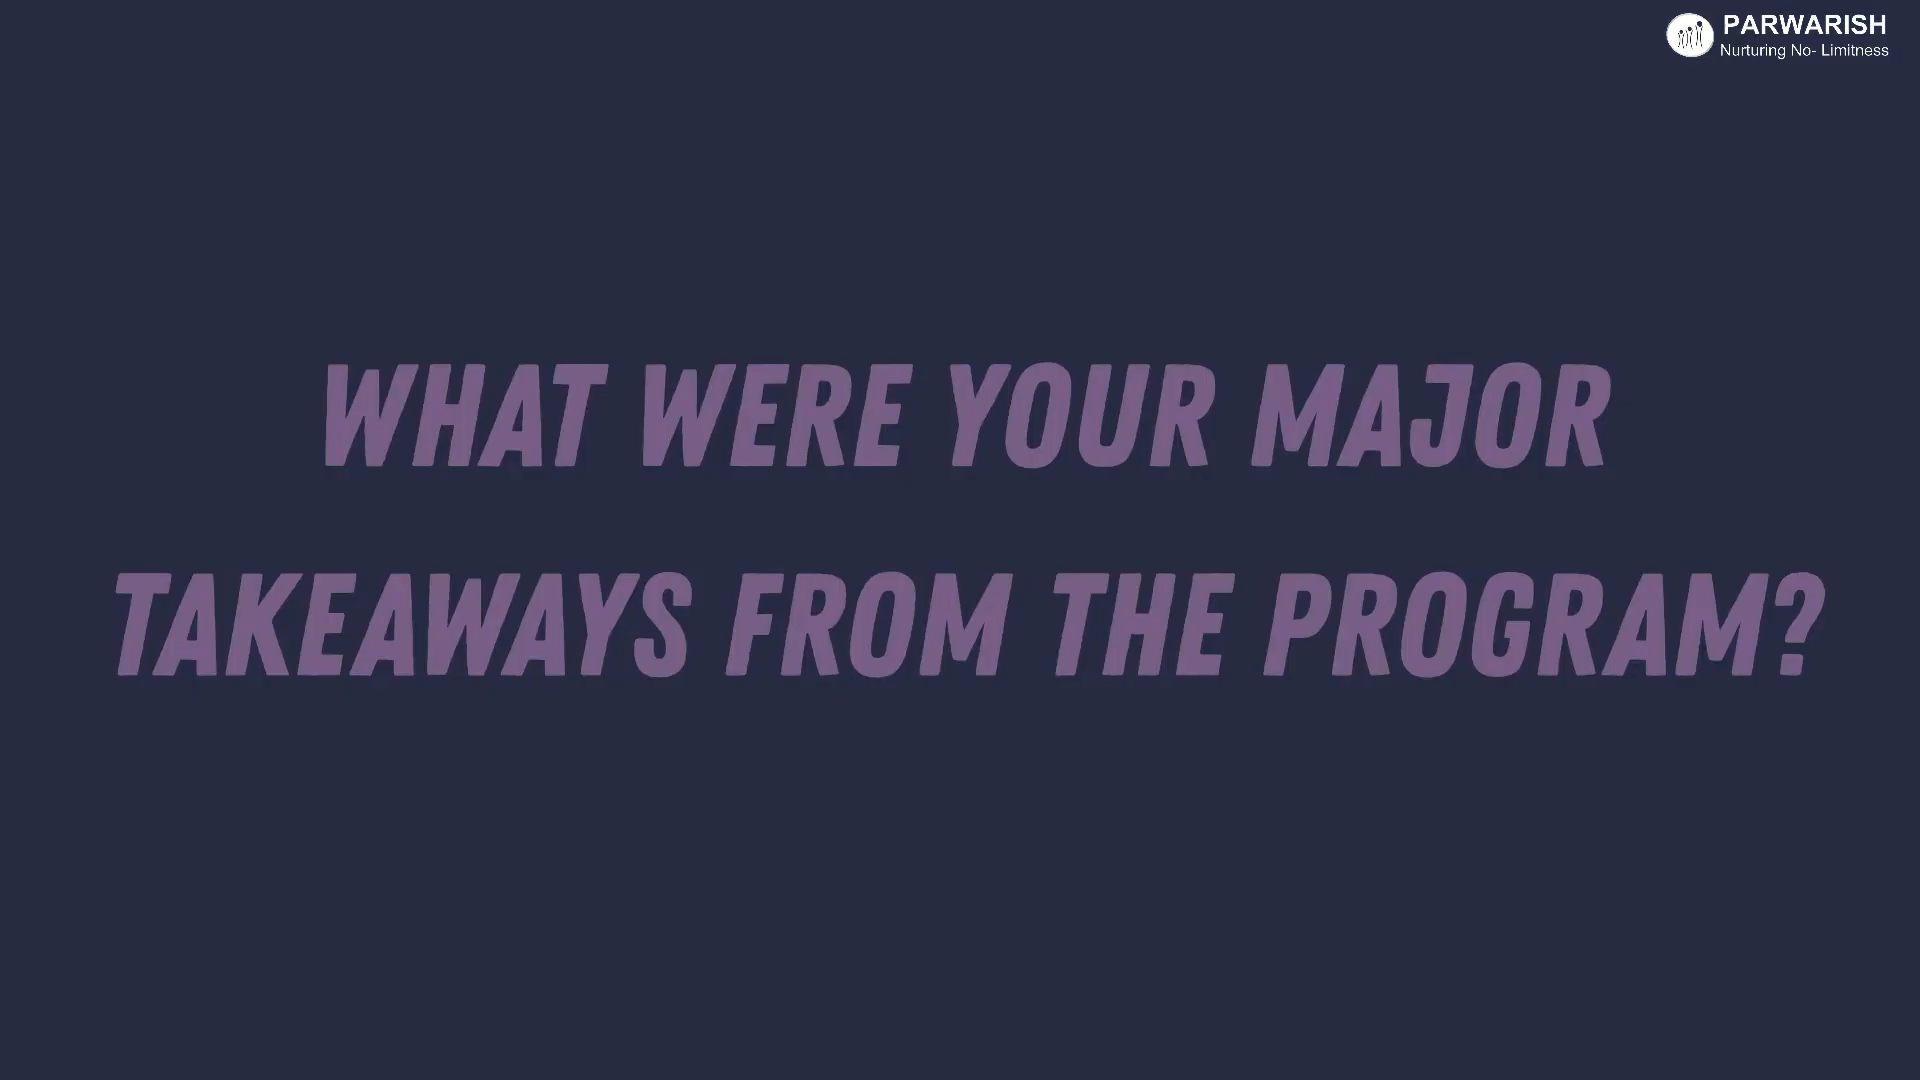 PARWARISH
Nurturing No- Limitness
WHAT WERE YOUR MAJOR
TAKEAWAYS FROM THE PROGRAM?